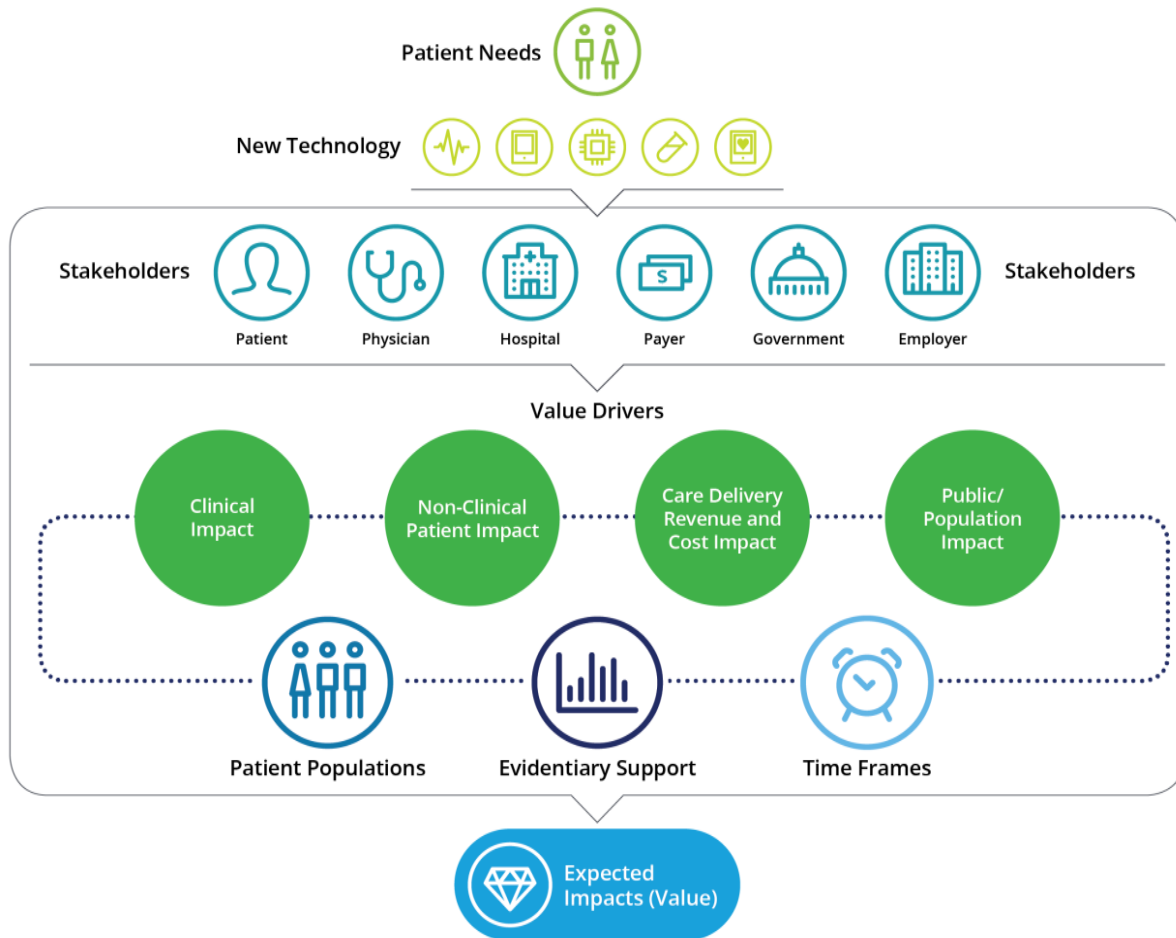 Patient Needs
New Technology
Stakeholders
Stakeholders
Patient
Physician
Hospital
$
Payer
Government
Employer
Value Drivers
Clinical
Impact
Non-Clinical
Patient Impact
Care Delivery
Revenue and
Cost Impact
Public/
Population
Impact
Patient Populations
Evidentiary Support
Time Frames
Expected
Impacts (Value)